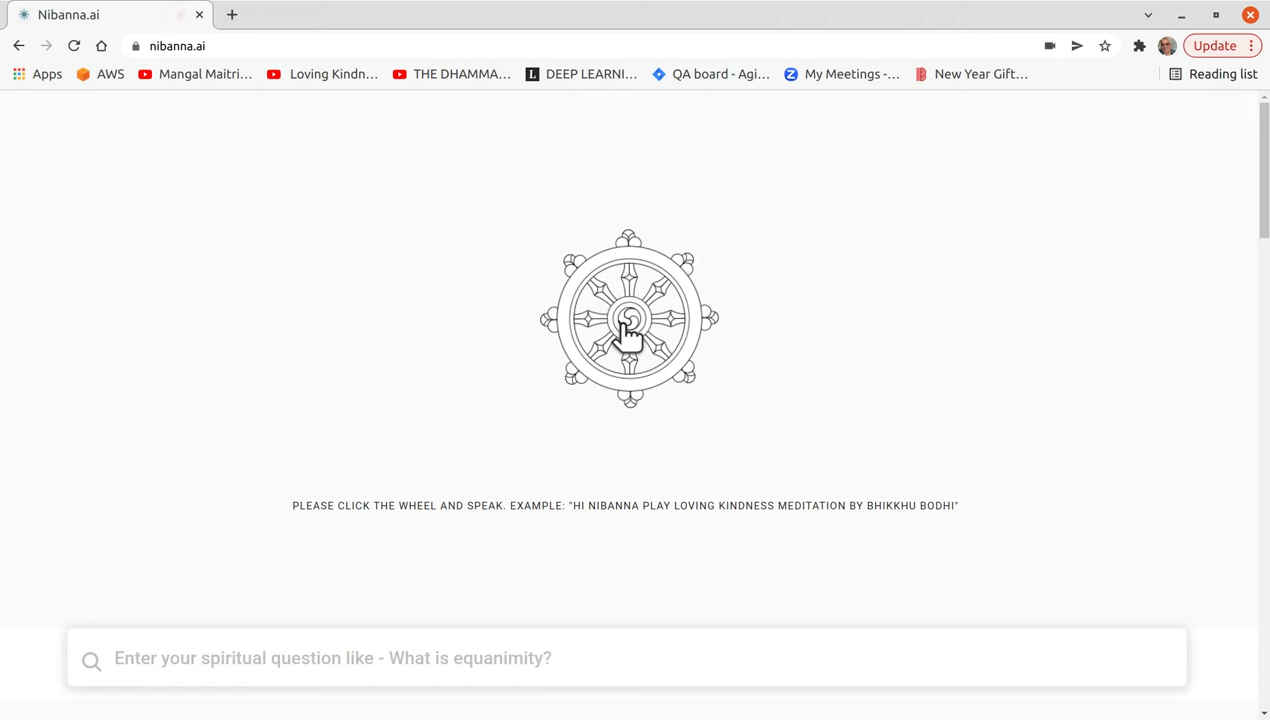 Nibanna.ai
nibanna.ai
Update
Apps AWS Mangal Maitri... Loving Kindn... THE DHAMMA... L DEEP LEARNI... QA board - Agi... Z My Meetings -... New Year Gift... Reading list
PLEASE CLICK THE WHEEL AND SPEAK. EXAMPLE: "HI NIBANNA PLAY LOVING KINDNESS MEDITATION BY BHIKKHU BODHI"
Enter your spiritual question like - What is equanimity?